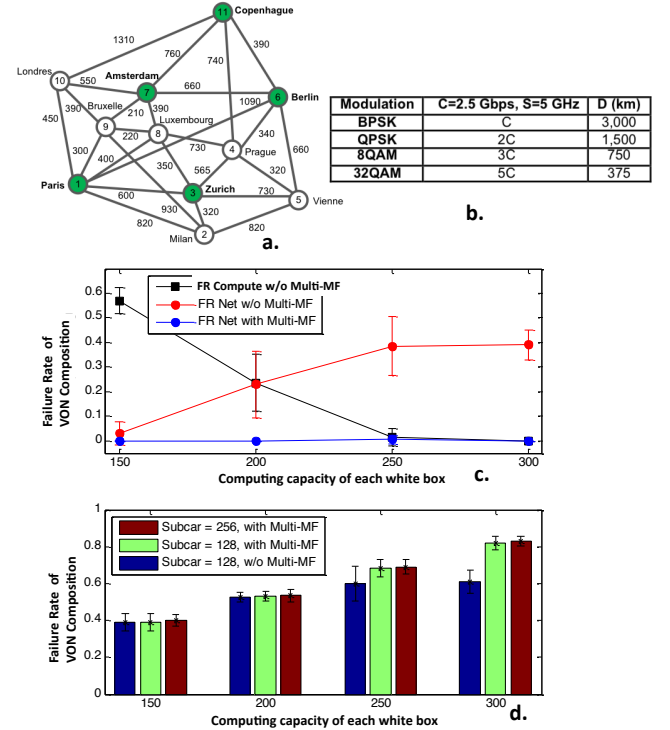 a.
11
Copenhague
1310
760
740
390
Londres
10
550
Amsterdam
7
660
6
Berlin
1090
450
390
Bruxelle
210
390
Luxembourg
9
8
220
730
4
340
Prague
660
300
400
350
565
320
Paris
1
600
3
Zurich
730
5
Vienne
930
320
820
Milan
2
820
Modulation C=2.5 Gbps, S=5 GHz D (km)
BPSK C 3,000
QPSK 2C 1,500
8QAM 3C 750
32QAM 5C 375
b.
Failure Rate of
VON Composition
0.6
0.5
0.4
0.3
0.2
0.1
0
FR Compute w/o Multi-MF
FR Net w/o Multi-MF
FR Net with Multi-MF
150 200 250 300
Computing capacity of each white box
c.
Failure Rate of
VON Composition
1
0.8
0.6
0.4
0.2
0
Subcar = 256, with Multi-MF
Subcar = 128, with Multi-MF
Subcar = 128, w/o Multi-MF
150 200 250 300
Computing capacity of each white box
d.